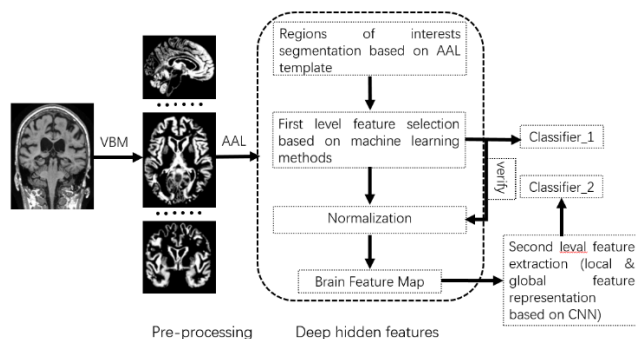 VBM
AAL
Regions of interests
segmentation based on AAL
template
First level feature selection
based on machine learning
methods
Classifier_1
verify
Classifier_2
Normalization
Brain Feature Map
Second leval feature
extraction (local &
global feature
representation
based on CNN)
Pre-processing
Deep hidden features